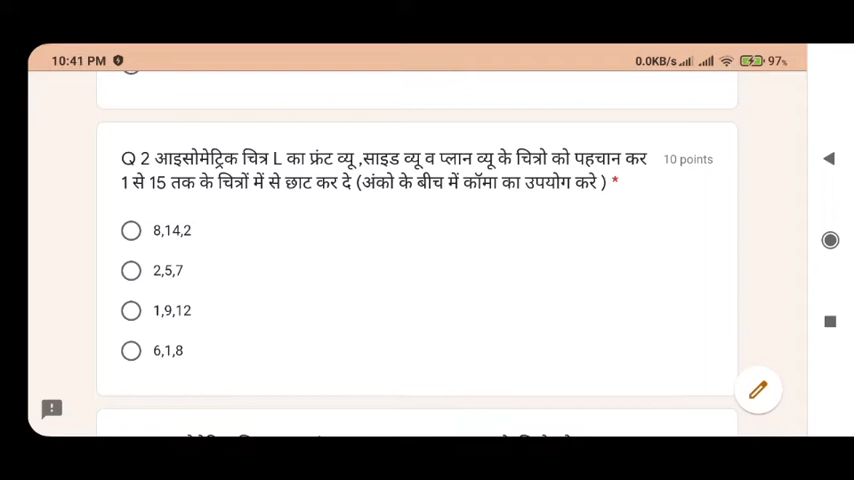 10:41 PM
0.0KB/s
97%
Q 2 आइसोमेट्रिक चित्र L का फ्रंट व्यू ,साइड व्यू व प्लान व्यू के चित्रो को पहचान कर
10 points
1 से 15 तक के चित्रों में से छाट कर दे (अंको के बीच में कॉमा का उपयोग करे ) *
8,14,2
2,5,7
1,9,12
6,1,8